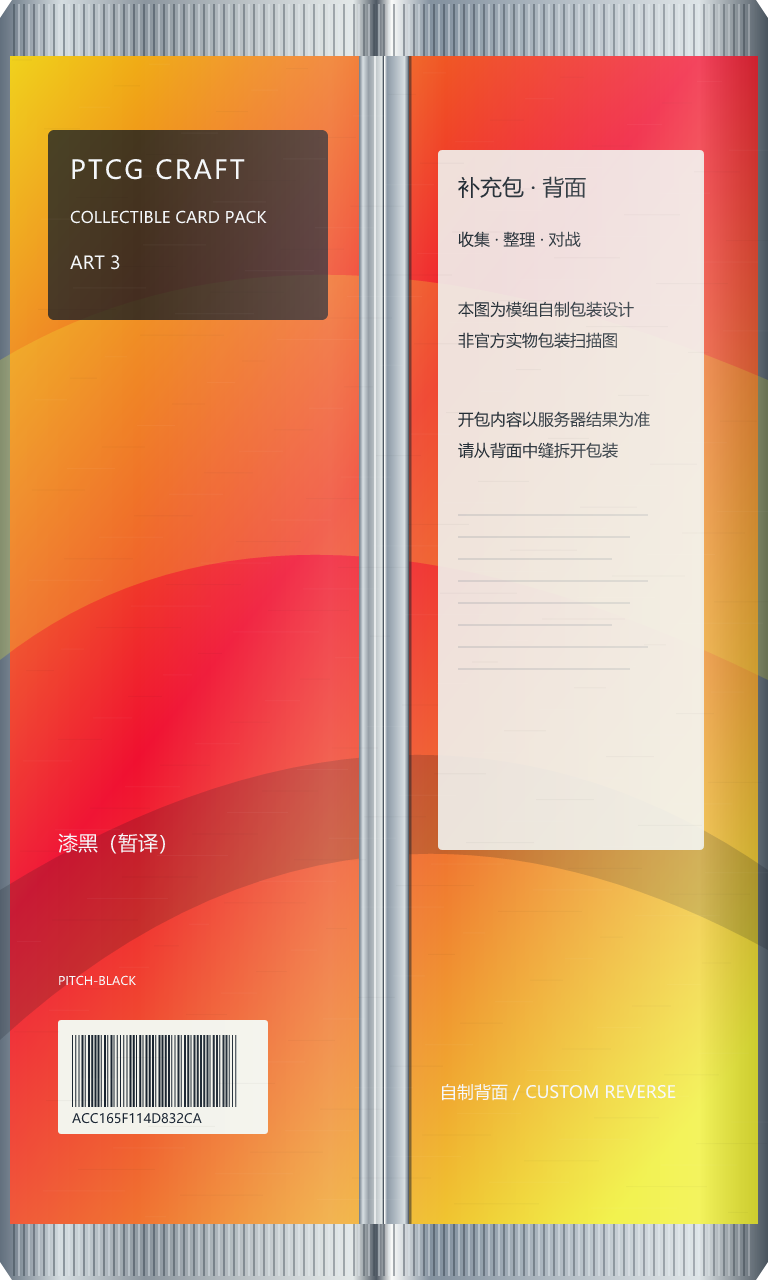 PTCG CRAFT
COLLECTIBLE CARD PACK
ART 3
漆黑（暂译）
PITCH-BLACK
ACC165F114D832CA
补充包 · 背面
收集 · 整理 · 对战
本图为模组自制包装设计
非官方实物包装扫描图
开包内容以服务器结果为准
请从背面中缝拆开包装
自制背面 / CUSTOM REVERSE